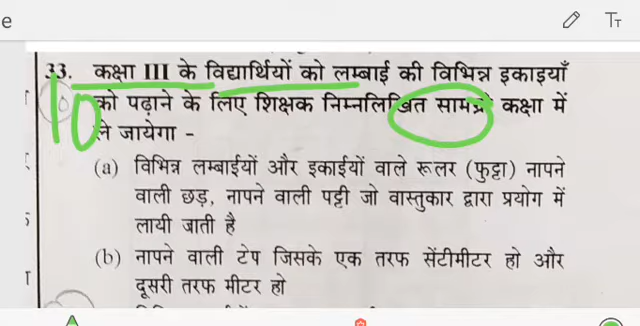 e
33. कक्षा III के विद्यार्थियों को लम्बाई की विभिन्न इकाइयाँ
10 को पढ़ाने के लिए शिक्षक निम्नलिखित सामग्री कक्षा में
ले जायेगा -
(a) विभिन्न लम्बाईयों और इकाईयों वाले रूलर (फुट्टा) नापने
वाली छड़, नापने वाली पट्टी जो वास्तुकार द्वारा प्रयोग में
लायी जाती है
(b) नापने वाली टेप जिसके एक तरफ सेंटीमीटर हो और
दूसरी तरफ मीटर हो